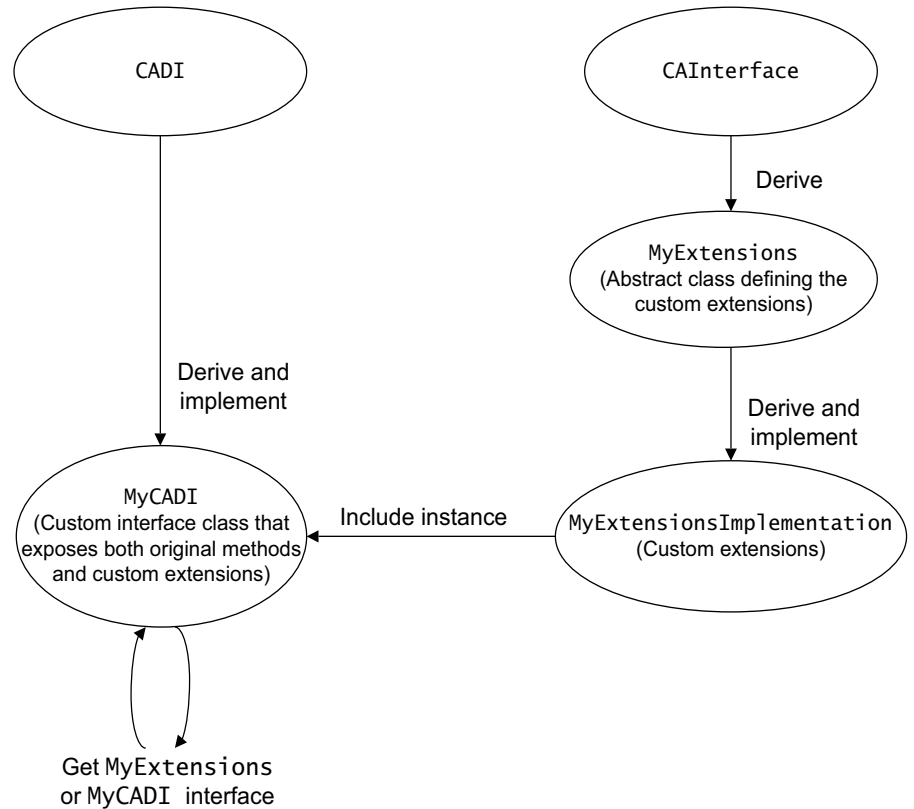 CADI
CAInterface
Derive
MyExtensions
(Abstract class defining the
custom extensions)
Derive and
implement
Derive and
implement
MyCADI
(Custom interface class that
exposes both original methods
and custom extensions)
Include instance
MyExtensionsImplementation
(Custom extensions)
Get MyExtensions
or MyCADI interface